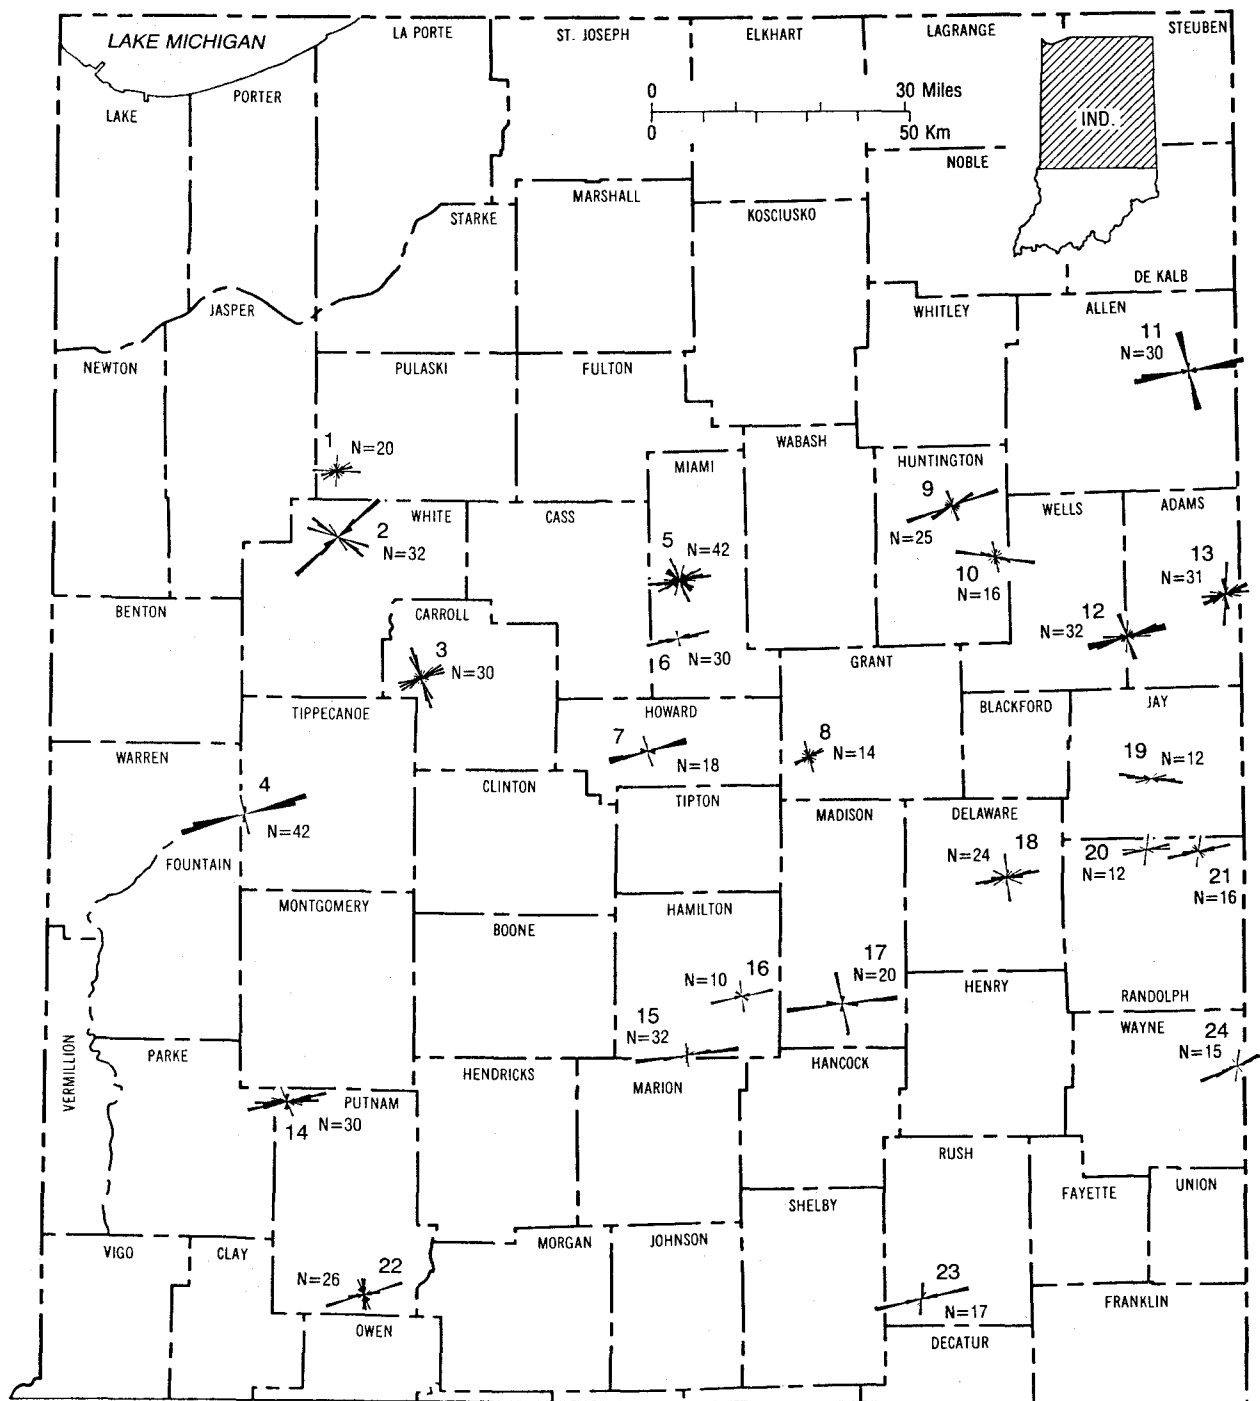 LAKE MICHIGAN
LA PORTE
ST. JOSEPH
ELKHART
LAGRANGE
STEUBEN
LAKE
PORTER
0 30 Miles
0 50 Km
IND.
NOBLE
MARSHALL
STARKE
KOSCIUSKO
DE KALB
JASPER
WHITLEY
ALLEN
11
N=30
NEWTON
PULASKI
FULTON
1
N=20
MIAMI
WABASH
HUNTINGTON
9
N=25
WHITE
CASS
WELLS
ADAMS
2
N=32
5
N=42
10
N=16
13
N=31
BENTON
CARROLL
12
N=32
3
N=30
6
N=30
GRANT
TIPPECANOE
HOWARD
BLACKFORD
JAY
WARREN
7
N=18
8
N=14
19
N=12
4
N=42
CLINTON
TIPTON
MADISON
DELAWARE
FOUNTAIN
N=24
18
20
N=12
21
N=16
MONTGOMERY
BOONE
HAMILTON
N=10
16
17
N=20
HENRY
RANDOLPH
15
N=32
WAYNE
24
N=15
VERMILLION
PARKE
HENDRICKS
MARION
HANCOCK
PUTNAM
14
N=30
RUSH
FAYETTE
UNION
SHELBY
VIGO
CLAY
MORGAN
JOHNSON
N=26
22
23
N=17
FRANKLIN
OWEN
DECATUR